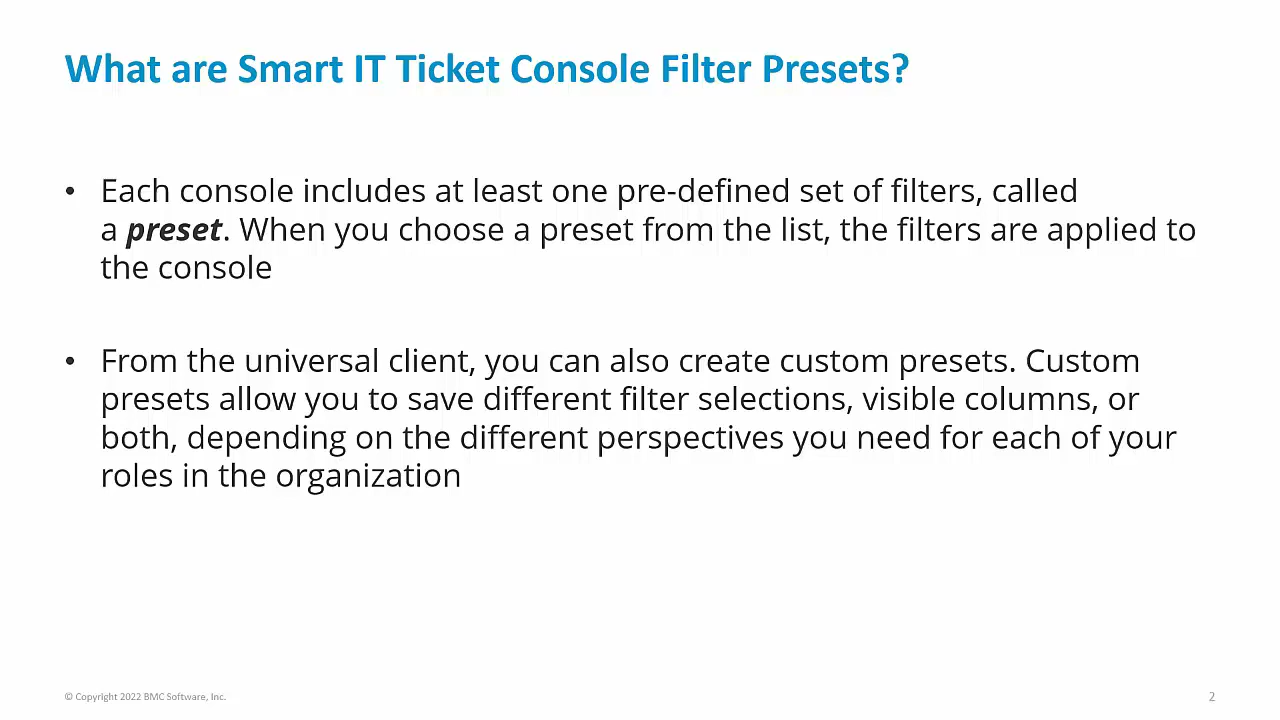 What are Smart IT Ticket Console Filter Presets?
• Each console includes at least one pre-defined set of filters, called
a preset. When you choose a preset from the list, the filters are applied to
the console
• From the universal client, you can also create custom presets. Custom
presets allow you to save different filter selections, visible columns, or
both, depending on the different perspectives you need for each of your
roles in the organization
© Copyright 2022 BMC Software, Inc.
2